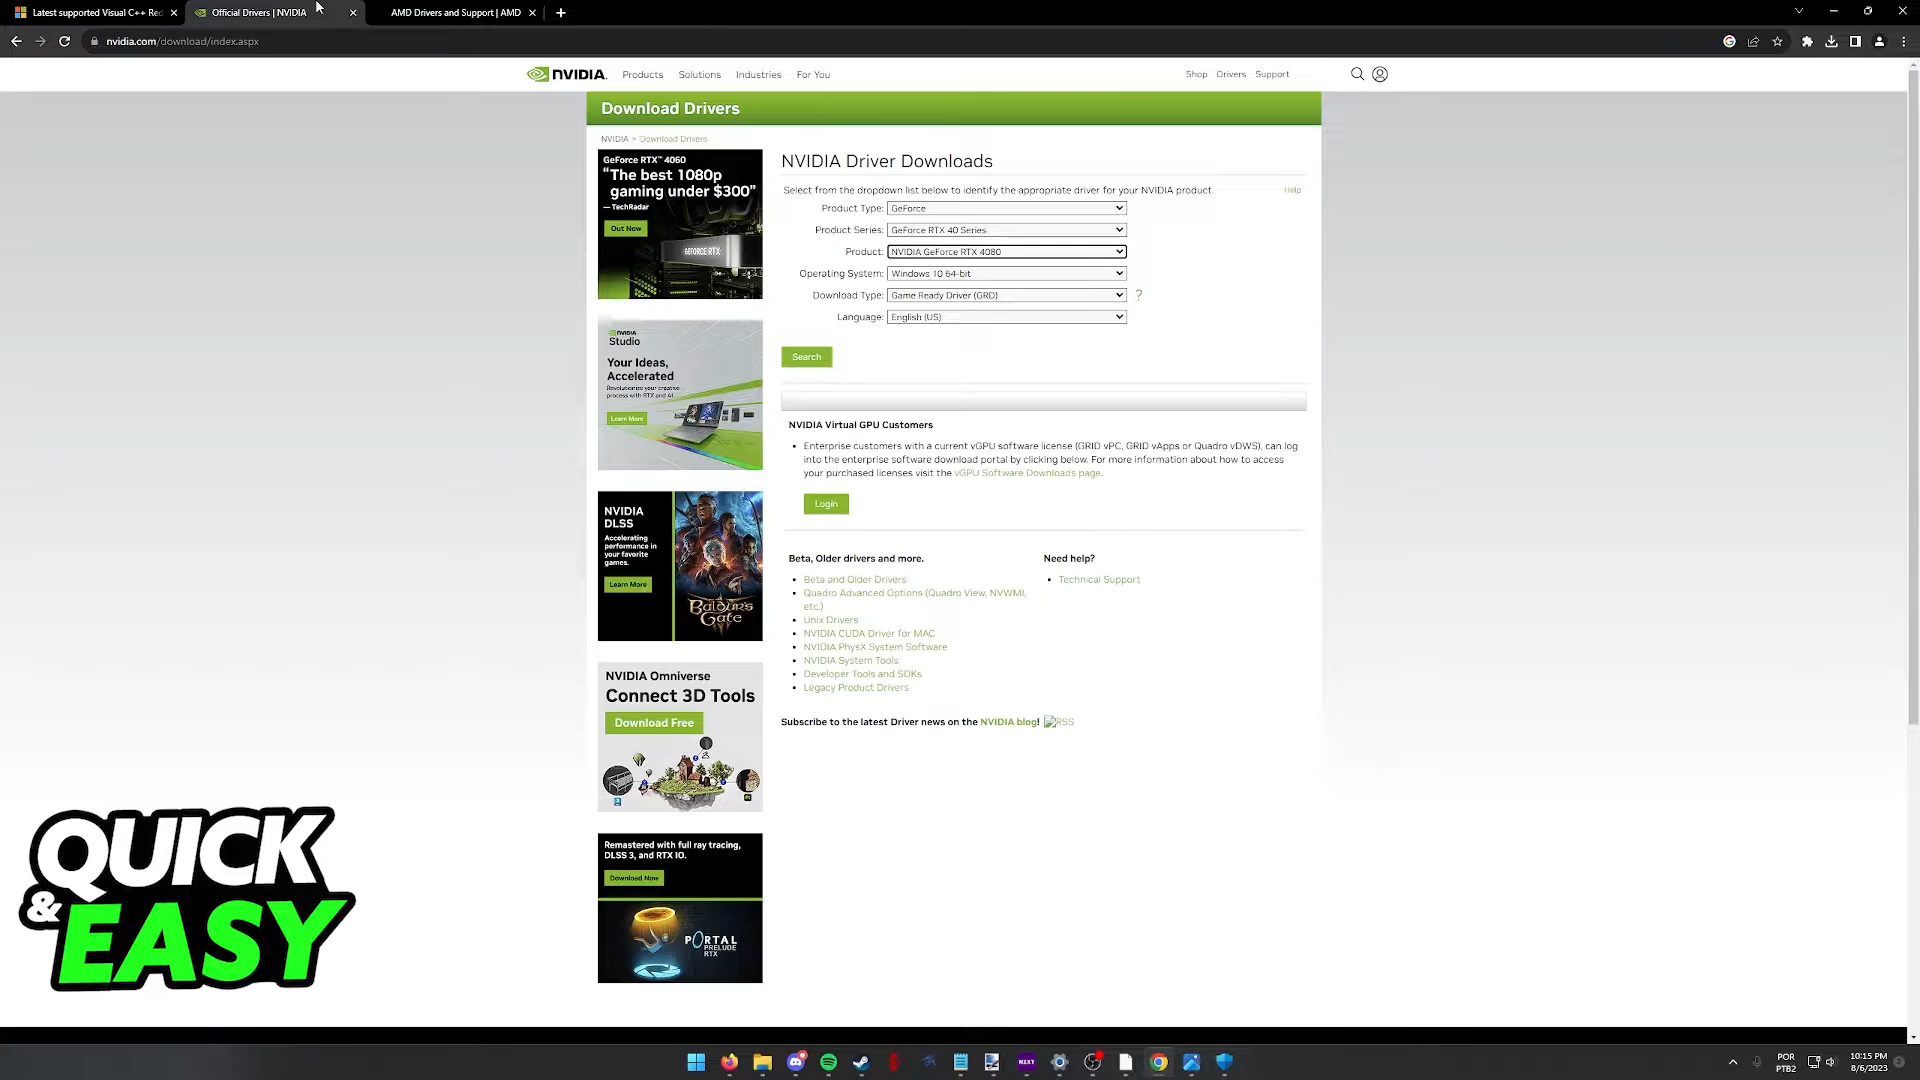 Latest supported Visual C++ Red
Official Drivers | NVIDIA
AMD Drivers and Support | AMD
nvidia.com/download/index.aspx
NVIDIA.
Products
Solutions
Industries
For You
Shop
Drivers
Support
Download Drivers
NVIDIA > Download Drivers
GeForce RTX™ 4060
“The best 1080p
gaming under $300”
— TechRadar
Out Now
GEFORCE RTX
NVIDIA Driver Downloads
Select from the dropdown list below to identify the appropriate driver for your NVIDIA product.
Help
Product Type: GeForce
Product Series: GeForce RTX 40 Series
Product: NVIDIA GeForce RTX 4080
Operating System: Windows 10 64-bit
Download Type: Game Ready Driver (GRD) ?
Language: English (US)
Search
NVIDIA
Studio
Your Ideas,
Accelerated
Revolutionize your creative
process with RTX and AI.
Learn More
NVIDIA Virtual GPU Customers
Enterprise customers with a current vGPU software license (GRID vPC, GRID vApps or Quadro vDWS), can log
into the enterprise software download portal by clicking below. For more information about how to access
your purchased licenses visit the vGPU Software Downloads page.
Login
NVIDIA
DLSS
Accelerating
performance in
your favorite
games.
Learn More
BALDUR'S
GATE
Beta, Older drivers and more.
Beta and Older Drivers
Quadro Advanced Options (Quadro View, NVWMI,
etc.)
Unix Drivers
NVIDIA CUDA Driver for MAC
NVIDIA PhysX System Software
NVIDIA System Tools
Developer Tools and SDKs
Legacy Product Drivers
Need help?
Technical Support
Subscribe to the latest Driver news on the NVIDIA blog! RSS
NVIDIA Omniverse
Connect 3D Tools
Download Free
Remastered with full ray tracing,
DLSS 3, and RTX IO.
Download Now
PORTAL
PRELUDE
RTX
QUICK
& EASY
NZXT
POR
PTB2
10:15 PM
8/6/2023